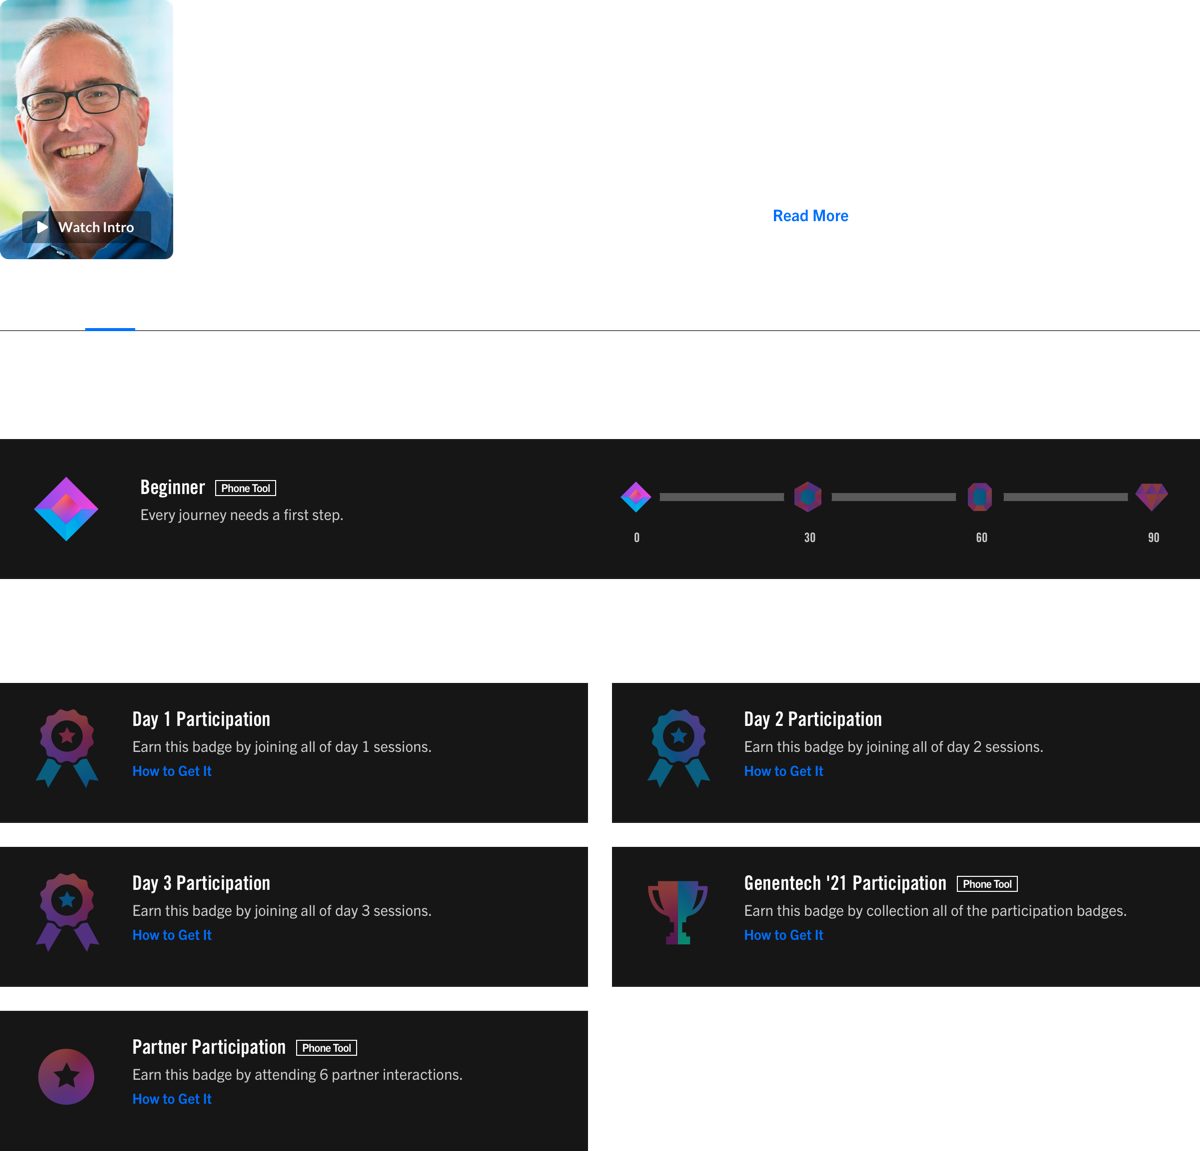 Watch Intro
Read More
Beginner Phone Tool
Every journey needs a first step.
0 30 60 90
Day 1 Participation
Earn this badge by joining all of day 1 sessions.
How to Get It
Day 2 Participation
Earn this badge by joining all of day 2 sessions.
How to Get It
Day 3 Participation
Earn this badge by joining all of day 3 sessions.
How to Get It
Genentech '21 Participation Phone Tool
Earn this badge by collection all of the participation badges.
How to Get It
Partner Participation Phone Tool
Earn this badge by attending 6 partner interactions.
How to Get It